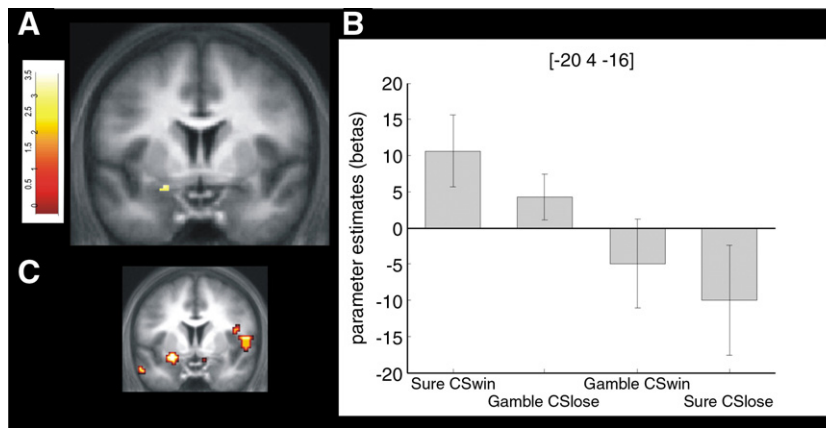 A
3.5
3
2.5
2
1.5
1
0.5
0
B
[-20 4 -16]
parameter estimates (betas)
20
15
10
5
0
-5
-10
-15
-20
Sure CSwin
Gamble CSlose
Gamble CSwin
Sure CSlose
C